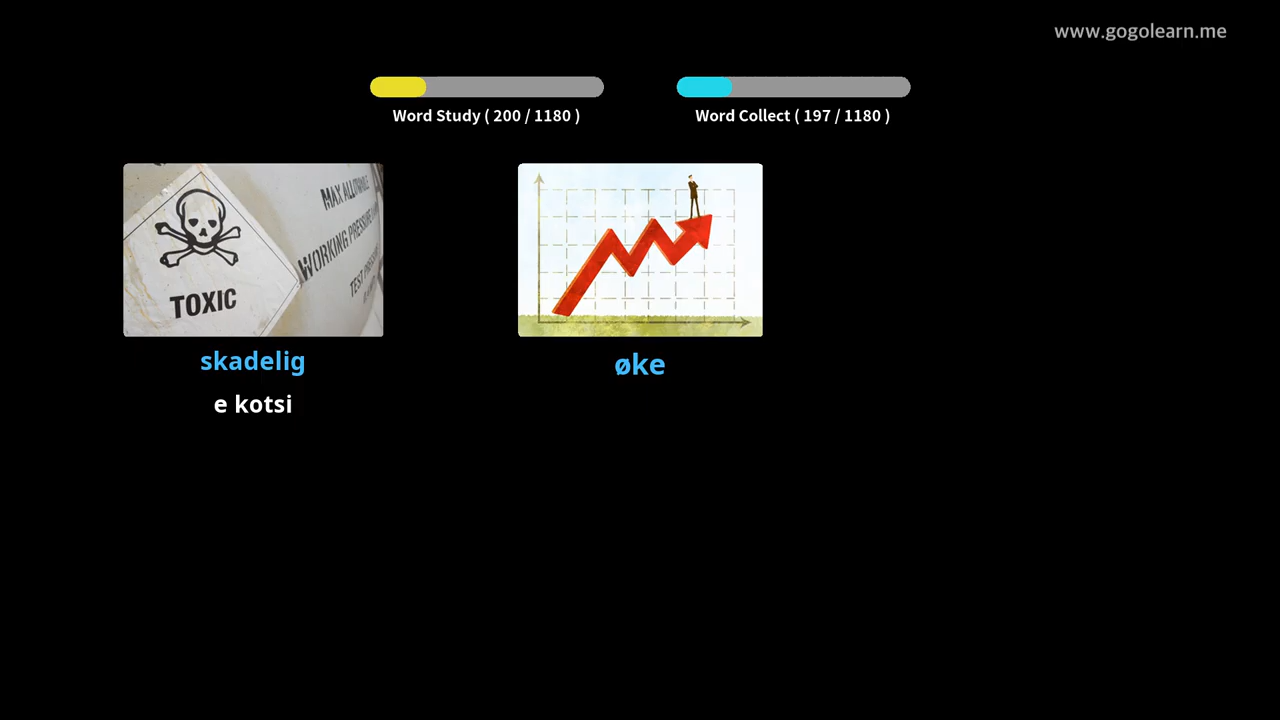 www.gogolearn.me
Word Study ( 200 / 1180 )
Word Collect ( 197 / 1180 )
MAX ALLOWABLE
WORKING PRESSURE
TEST
TOXIC
skadelig
øke
e kotsi